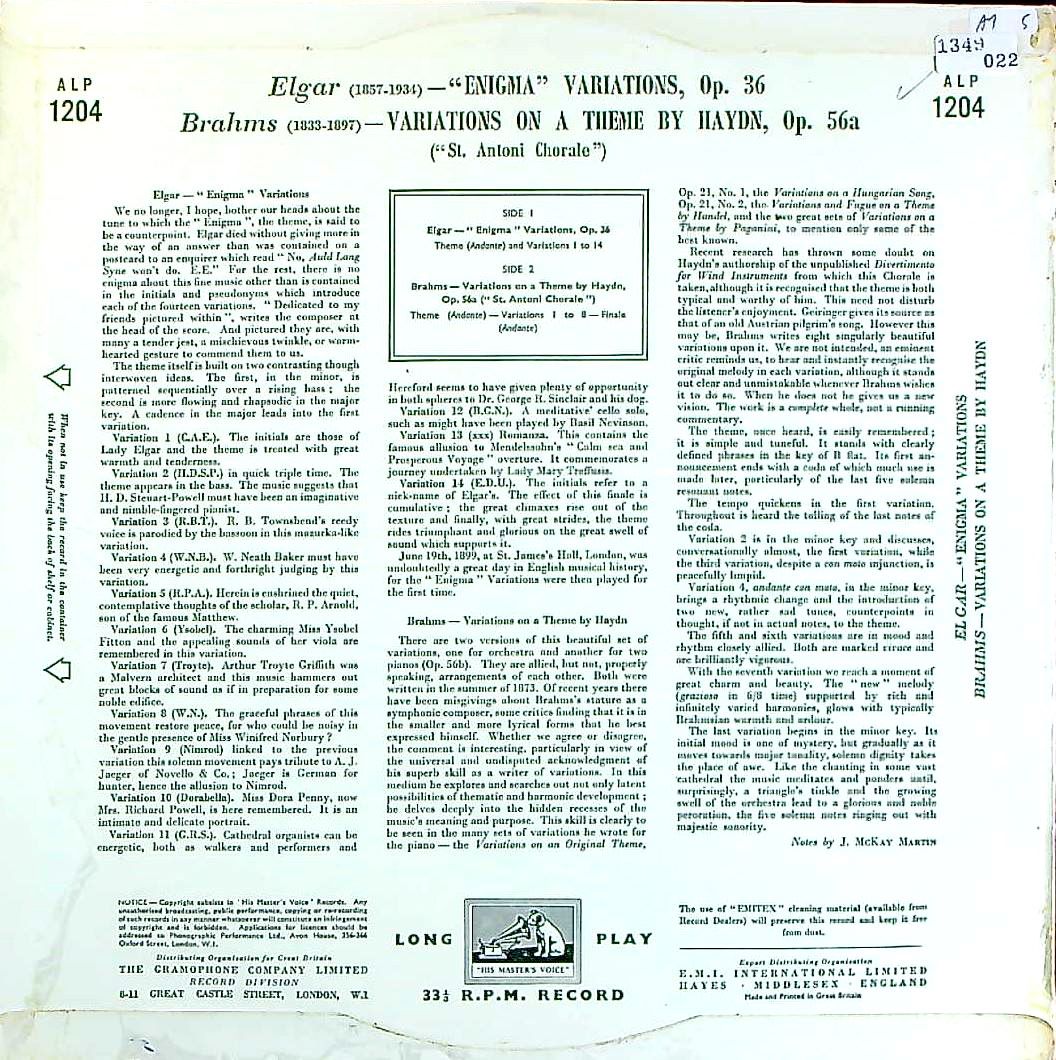 A1 5
1349
022
ALP
1204
Elgar (1857-1934) — “ENIGMA” VARIATIONS, Op. 36
Brahms (1833-1897) — VARIATIONS ON A THEME BY HAYDN, Op. 56a
(“St. Antoni Chorale”)
ALP
1204
Elgar — “ Enigma ” Variations
We no longer, I hope, bother our heads about the
tune to which the “ Enigma ”, the theme, is said to
be a counterpoint. Elgar died without giving more in
the way of an answer than was contained on a
postcard to an enquirer which read “ No, Auld Lang
Syne won't do. E.E.” For the rest, there is no
enigma about this fine music other than is contained
in the initials and pseudonyms which introduce
each of the fourteen variations. “ Dedicated to my
friends pictured within ”, writes the composer at
the head of the score. And pictured they are, with
many a tender jest, a mischievous twinkle, or warm-
hearted gesture to commend them to us.
The theme itself is built on two contrasting though
interwoven ideas. The first, in the minor, is
patterned sequentially over a rising bass ; the
second is more flowing and rhapsodic in the major
key. A cadence in the major leads into the first
variation.
Variation 1 (C.A.E.). The initials are those of
Lady Elgar and the theme is treated with great
warmth and tenderness.
Variation 2 (H.D.S.P.) in quick triple time. The
theme appears in the bass. The music suggests that
H. D. Steuart-Powell must have been an imaginative
and nimble-fingered pianist.
Variation 3 (R.B.T.). R. B. Townshend's reedy
voice is parodied by the bassoon in this mazurka-like
variation.
Variation 4 (W.N.B.). W. Neath Baker must have
been very energetic and forthright judging by this
variation.
Variation 5 (R.P.A.). Herein is enshrined the quiet,
contemplative thoughts of the scholar, R. P. Arnold,
son of the famous Matthew.
Variation 6 (Ysobel). The charming Miss Ysobel
Fitton and the appealing sounds of her viola are
remembered in this variation.
Variation 7 (Troyte). Arthur Troyte Griffith was
a Malvern architect and this music hammers out
great blocks of sound as if in preparation for some
noble edifice.
Variation 8 (W.N.). The graceful phrases of this
movement restore peace, for who could be noisy in
the gentle presence of Miss Winifred Norbury ?
Variation 9 (Nimrod) linked to the previous
variation this solemn movement pays tribute to A. J.
Jaeger of Novello & Co. ; Jaeger is German for
hunter, hence the allusion to Nimrod.
Variation 10 (Dorabella). Miss Dora Penny, now
Mrs. Richard Powell, is here remembered. It is an
intimate and delicate portrait.
Variation 11 (G.R.S.). Cathedral organists can be
energetic, both as walkers and performers and
SIDE 1
Elgar — “ Enigma ” Variations, Op. 36
Theme (Andante) and Variations 1 to 14
SIDE 2
Brahms — Variations on a Theme by Haydn,
Op. 56a (“ St. Antoni Chorale ”)
Theme (Andante) — Variations 1 to 8 — Finale
(Andante)
Hereford seems to have given plenty of opportunity
in both spheres to Dr. George R. Sinclair and his dog.
Variation 12 (B.G.N.). A meditative 'cello solo,
such as might have been played by Basil Nevinson.
Variation 13 (xxx) Romanza. This contains the
famous allusion to Mendelssohn's “ Calm sea and
Prosperous Voyage ” overture. It commemorates a
journey undertaken by Lady Mary Treffusis.
Variation 14 (E.D.U.). The initials refer to a
nick-name of Elgar's. The effect of this finale is
cumulative ; the great climaxes rise out of the
texture and finally, with great strides, the theme
rides triumphant and glorious on the great swell of
sound which supports it.
June 19th, 1899, at St. James's Hall, London, was
undoubtedly a great day in English musical history,
for the “ Enigma ” Variations were then played for
the first time.
Brahms — Variations on a Theme by Haydn
There are two versions of this beautiful set of
variations, one for orchestra and another for two
pianos (Op. 56b). They are allied, but not, properly
speaking, arrangements of each other. Both were
written in the summer of 1873. Of recent years there
have been misgivings about Brahms's stature as a
symphonic composer, some critics finding that it is in
the smaller and more lyrical forms that he best
expressed himself. Whether we agree or disagree,
the comment is interesting, particularly in view of
the universal and undisputed acknowledgment of
his superb skill as a writer of variations. In this
medium he explores and searches out not only latent
possibilities of thematic and harmonic development ;
he delves deeply into the hidden recesses of the
music's meaning and purpose. This skill is clearly to
be seen in the many sets of variations he wrote for
the piano — the Variations on an Original Theme,
Op. 21, No. 1, the Variations on a Hungarian Song,
Op. 21, No. 2, the Variations and Fugue on a Theme
by Handel, and the two great sets of Variations on a
Theme by Paganini, to mention only some of the
best known.
Recent research has thrown some doubt on
Haydn's authorship of the unpublished Divertimento
for Wind Instruments from which this Chorale is
taken, although it is recognised that the theme is both
typical and worthy of him. This need not disturb
the listener's enjoyment. Geiringer gives its source as
that of an old Austrian pilgrim's song. However this
may be, Brahms writes eight singularly beautiful
variations upon it. We are not intended, an eminent
critic reminds us, to hear and instantly recognise the
original melody in each variation, although it stands
out clear and unmistakable whenever Brahms wishes
it to do so. When he does not he gives us a new
vision. The work is a complete whole, not a running
commentary.
The theme, once heard, is easily remembered ;
it is simple and tuneful. It stands with clearly
defined phrases in the key of B flat. Its first an-
nouncement ends with a coda of which much use is
made later, particularly of the last five solemn
resonant notes.
The tempo quickens in the first variation.
Throughout is heard the tolling of the last notes of
the coda.
Variation 2 is in the minor key and discusses,
conversationally almost, the first variation, while
the third variation, despite a con moto injunction, is
peacefully limpid.
Variation 4, andante con moto, in the minor key,
brings a rhythmic change and the introduction of
two new, rather sad tunes, counterpoints in
thought, if not in actual notes, to the theme.
The fifth and sixth variations are in mood and
rhythm closely allied. Both are marked vivace and
are brilliantly vigorous.
With the seventh variation we reach a moment of
great charm and beauty. The “ new ” melody
(grazioso in 6/8 time) supported by rich and
infinitely varied harmonies, glows with typically
Brahmsian warmth and ardour.
The last variation begins in the minor key. Its
initial mood is one of mystery, but gradually as it
moves towards major tonality, solemn dignity takes
the place of awe. Like the chanting in some vast
cathedral the music meditates and ponders until,
surprisingly, a triangle's tinkle and the growing
swell of the orchestra lead to a glorious and noble
peroration, the five solemn notes ringing out with
majestic sonority.
Notes by J. McKAY MARTIN
When not in use keep the record in the container
with its opening facing the back of shelf or cabinet.
ELGAR — “ENIGMA” VARIATIONS
BRAHMS — VARIATIONS ON A THEME BY HAYDN
NOTICE — Copyright subsists in ‘ His Master's Voice ’ Records. Any
unauthorised broadcasting, public performance, copying or re-recording
of such records in any manner whatsoever will constitute an infringement
of copyright and is forbidden. Applications for licences should be
addressed to Phonographic Performance Ltd., Avon House, 356-366
Oxford Street, London, W.1.
Distributing Organisation for Great Britain
THE GRAMOPHONE COMPANY LIMITED
RECORD DIVISION
8-11 GREAT CASTLE STREET, LONDON, W.1
LONG PLAY
“HIS MASTER'S VOICE”
33⅓ R.P.M. RECORD
The use of “EMITEX” cleaning material (available from
Record Dealers) will preserve this record and keep it free
from dust.
Export Distributing Organisation
E.M.I. INTERNATIONAL LIMITED
HAYES · MIDDLESEX · ENGLAND
Made and Printed in Great Britain